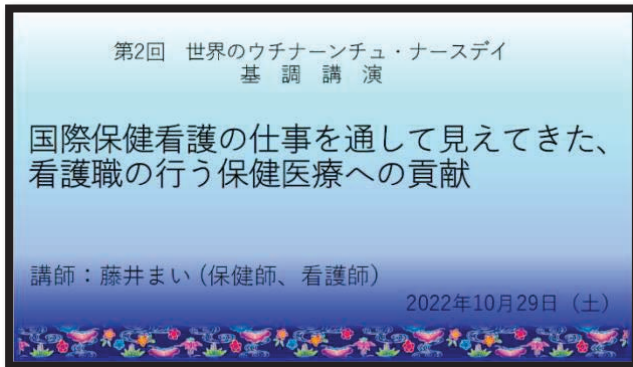 第2回　世界のウチナーンチュ・ナースデイ
基　調　講　演
国際保健看護の仕事を通して見えてきた、
看護職の行う保健医療への貢献
講師：藤井まい（保健師、看護師）
2022年10月29日（土）